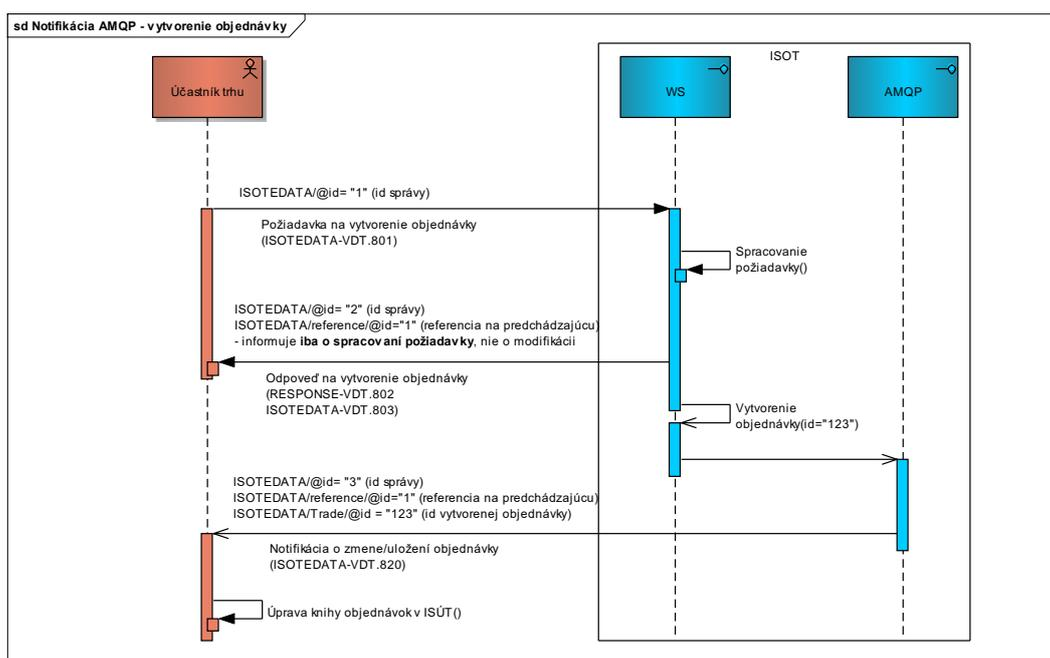 sd Notifikácia AMQP - vytvorenie objednávky
ISOT
Účastník trhu
WS
AMQP
ISOTEDATA/@id= "1" (id správy)
Požiadavka na vytvorenie objednávky
(ISOTEDATA-VDT.801)
Spracovanie
požiadavky()
ISOTEDATA/@id= "2" (id správy)
ISOTEDATA/reference/@id="1" (referencia na predchádzajúcu)
- informuje iba o spracovaní požiadavky, nie o modifikácii
Odpoveď na vytvorenie objednávky
(RESPONSE-VDT.802
ISOTEDATA-VDT.803)
Vytvorenie
objednávky(id="123")
ISOTEDATA/@id= "3" (id správy)
ISOTEDATA/reference/@id="1" (referencia na predchádzajúcu)
ISOTEDATA/Trade/@id = "123" (id vytvorenej objednávky)
Notifikácia o zmene/uložení objednávky
(ISOTEDATA-VDT.820)
Úprava knihy objednávok v ISÚT()